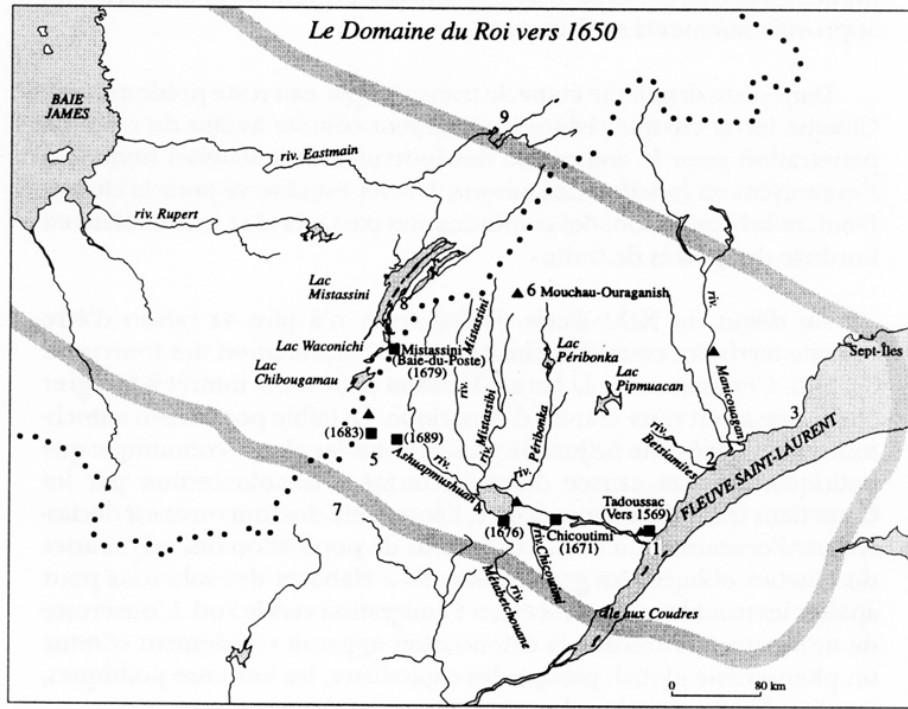 Le Domaine du Roi vers 1650
BAIE
JAMES
9
riv. Eastmain
riv. Rupert
Lac
Mistassini
8
6 Mouchau-Ouraganish
riv. Mistassini
Lac Waconichi
Mistassini
(Baie-du-Poste)
(1679)
Lac
Chibougamau
Lac
Péribonka
Lac
Pipmuacan
riv. Manicouagan
Sept-Îles
3
riv. Mistassibi
riv. Péribonka
(1683)
(1689)
5
riv. Ashuapmushuan
riv. Betsiamites
2
FLEUVE SAINT-LAURENT
7
4
(1676)
Chicoutimi
(1671)
Tadoussac
(Vers 1569)
1
riv. Chicoutimi
riv. Métabetchouane
Île aux Coudres
0 80 km